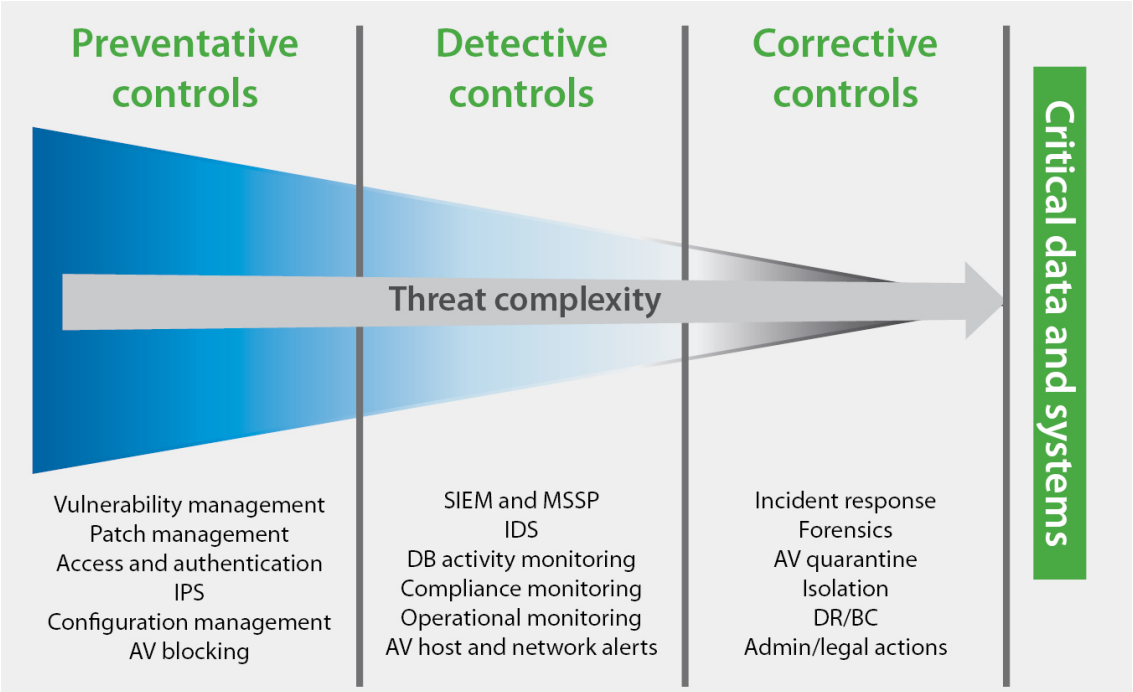 Preventative
controls
Detective
controls
Corrective
controls
Threat complexity
Vulnerability management
Patch management
Access and authentication
IPS
Configuration management
AV blocking
SIEM and MSSP
IDS
DB activity monitoring
Compliance monitoring
Operational monitoring
AV host and network alerts
Incident response
Forensics
AV quarantine
Isolation
DR/BC
Admin/legal actions
Critical data and systems